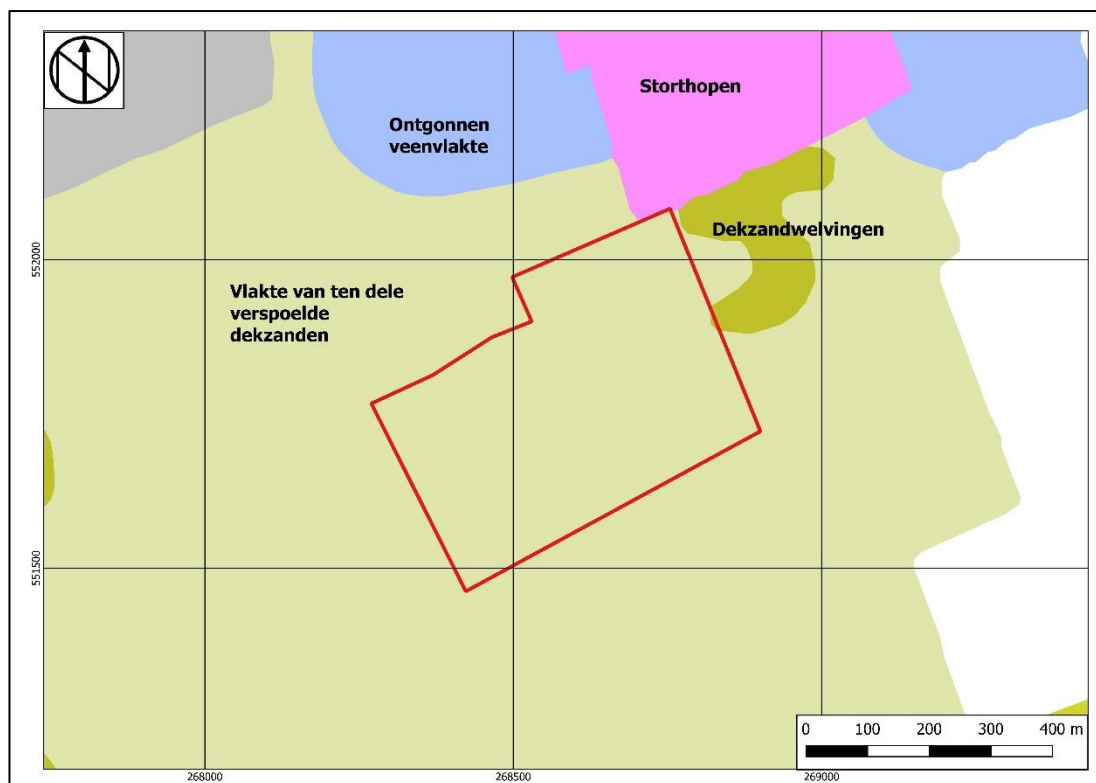 Storthopen
Ontgonnen
veenvlakte
Dekzandwelvingen
Vlakte van ten dele
verspoelde
dekzanden
552000
551500
0 100 200 300 400 m
268000 268500 269000